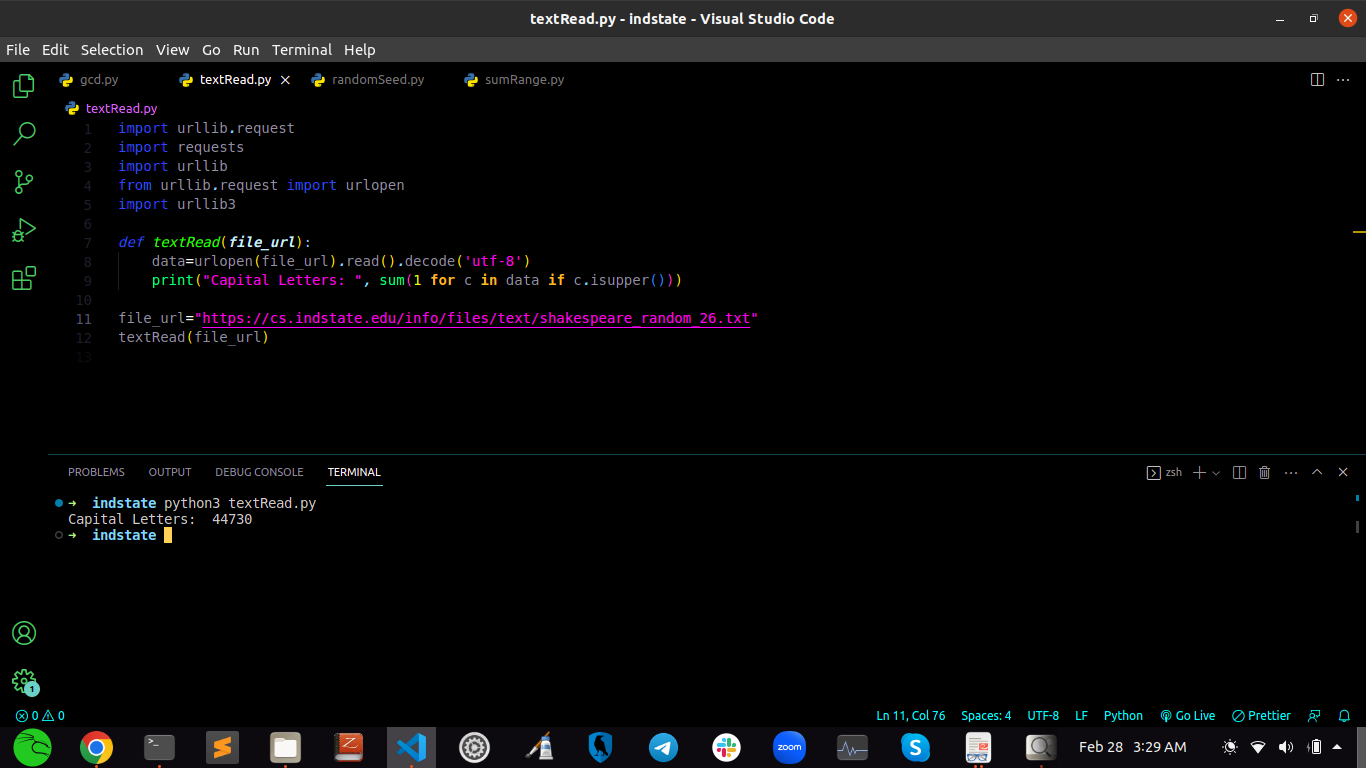 textRead.py - indstate - Visual Studio Code
File Edit Selection View Go Run Terminal Help
gcd.py textRead.py randomSeed.py sumRange.py
textRead.py
1 import urllib.request
2 import requests
3 import urllib
4 from urllib.request import urlopen
5 import urllib3
6
7 def textRead(file_url):
8 data=urlopen(file_url).read().decode('utf-8')
9 print("Capital Letters: ", sum(1 for c in data if c.isupper()))
10
11 file_url="https://cs.indstate.edu/info/files/text/shakespeare_random_26.txt"
12 textRead(file_url)
13
PROBLEMS OUTPUT DEBUG CONSOLE TERMINAL zsh
➜ indstate python3 textRead.py
Capital Letters:  44730
➜ indstate
1
0 0 Ln 11, Col 76 Spaces: 4 UTF-8 LF Python Go Live Prettier
zoom Feb 28 3:29 AM